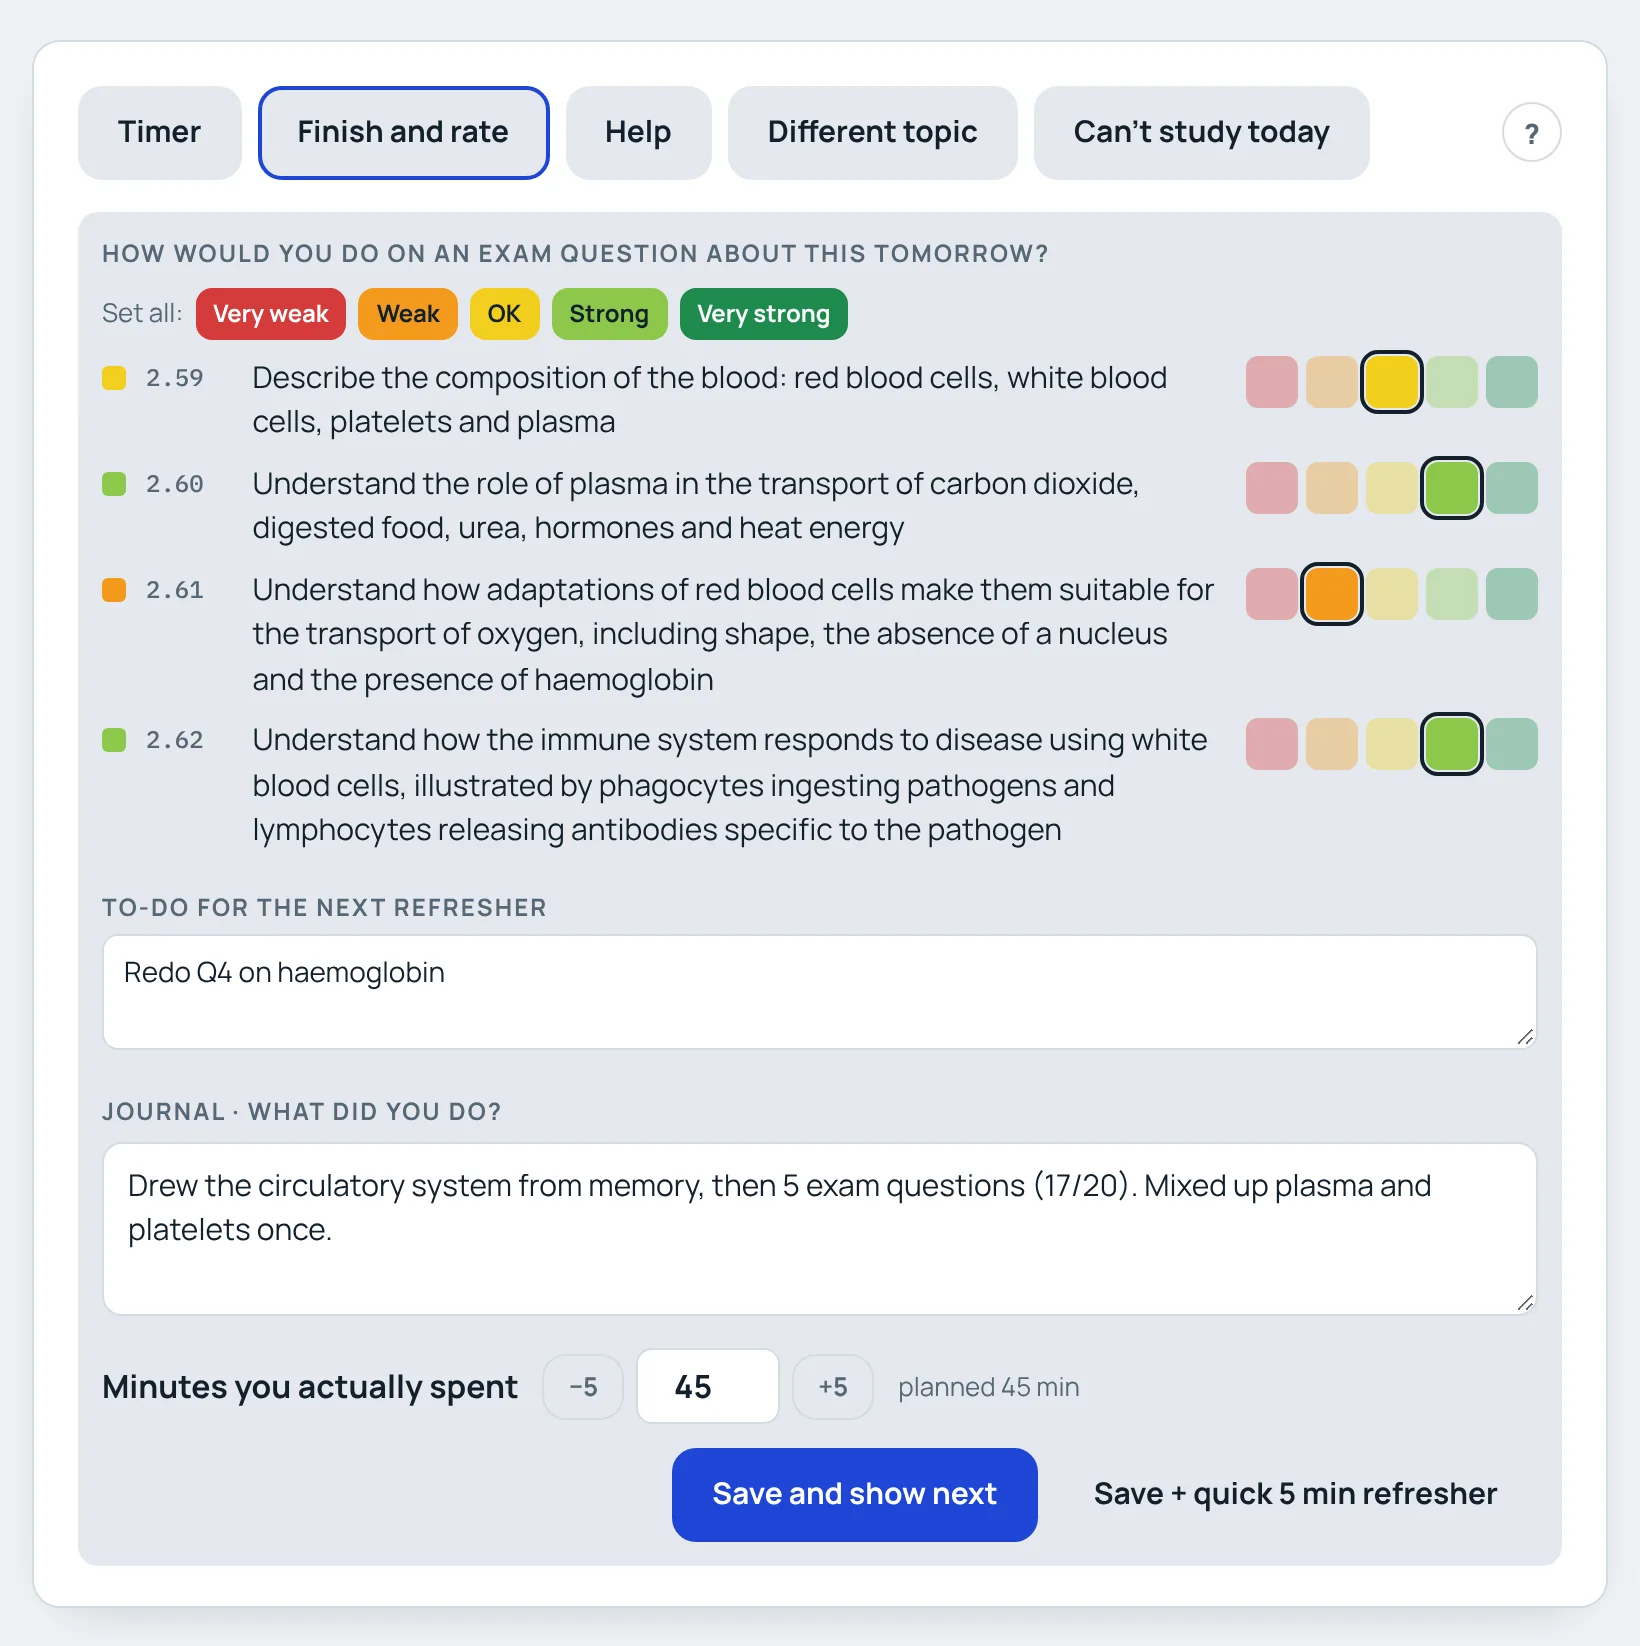 Timer
Finish and rate
Help
Different topic
Can't study today
?
HOW WOULD YOU DO ON AN EXAM QUESTION ABOUT THIS TOMORROW?
Set all: Very weak Weak OK Strong Very strong
2.59 Describe the composition of the blood: red blood cells, white blood
cells, platelets and plasma
2.60 Understand the role of plasma in the transport of carbon dioxide,
digested food, urea, hormones and heat energy
2.61 Understand how adaptations of red blood cells make them suitable for
the transport of oxygen, including shape, the absence of a nucleus
and the presence of haemoglobin
2.62 Understand how the immune system responds to disease using white
blood cells, illustrated by phagocytes ingesting pathogens and
lymphocytes releasing antibodies specific to the pathogen
TO-DO FOR THE NEXT REFRESHER
Redo Q4 on haemoglobin
JOURNAL · WHAT DID YOU DO?
Drew the circulatory system from memory, then 5 exam questions (17/20). Mixed up plasma and
platelets once.
Minutes you actually spent −5 45 +5 planned 45 min
Save and show next
Save + quick 5 min refresher